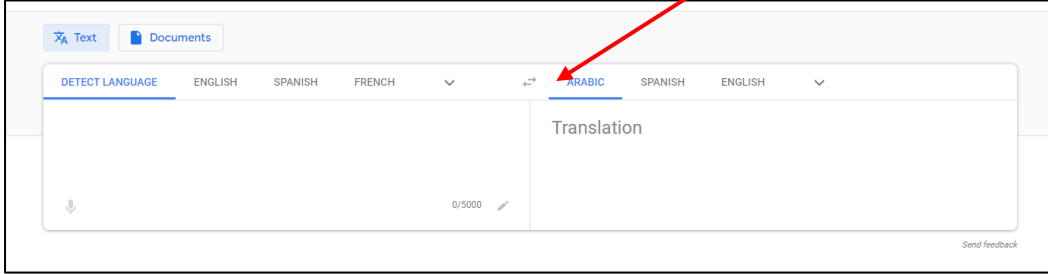 Text Documents
DETECT LANGUAGE ENGLISH SPANISH FRENCH ARABIC SPANISH ENGLISH
Translation
0/5000
Send feedback